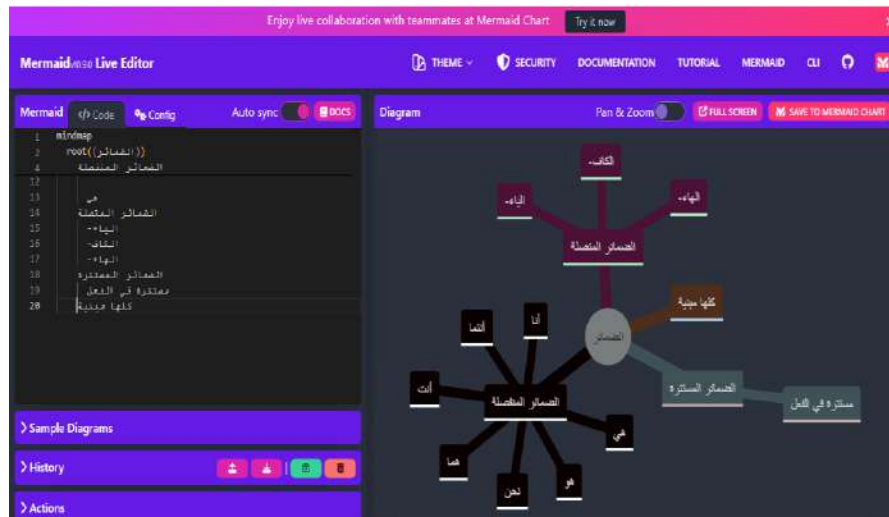 Enjoy live collaboration with teammates at Mermaid Chart Try it now
Mermaid Live Editor
THEME SECURITY DOCUMENTATION TUTORIAL MERMAID CLI
Mermaid Code Config Auto sync DOCS
1 mindmap
2 root((الضمائر))
4 الضمائر المنفصلة
12
13 هي
14 الضمائر المتصلة
15 الياء-
16 الكاف-
17 الهاء-
18 الضمائر المستترة
19 مستترة في الفعل
20 كلها مبنية
Sample Diagrams
History
Actions
Diagram Pan & Zoom FULL SCREEN SAVE TO MERMAID CHART
الكاف-
الياء-
الهاء-
الضمائر المتصلة
كلها مبنية
الضمائر
الضمائر المستترة
مستترة في الفعل
أنا
أنتما
أنت
الضمائر المنفصلة
هي
هما
نحن
هو